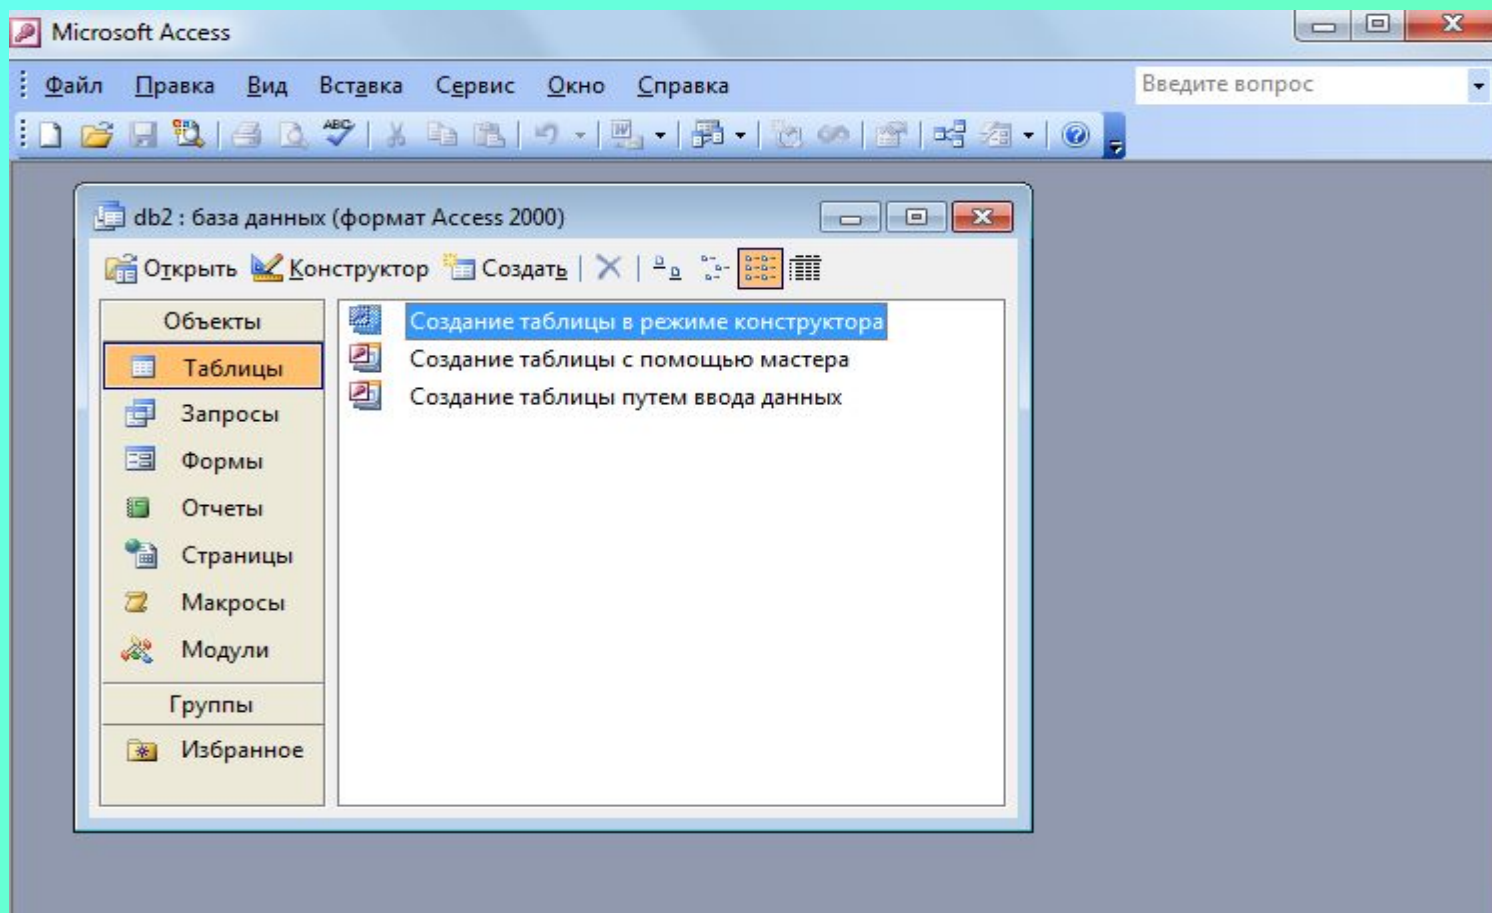 Microsoft Access
Файл Правка Вид Вставка Сервис Окно Справка Введите вопрос
ABC
W
db2 : база данных (формат Access 2000)
Открыть Конструктор Создать
Объекты
Таблицы
Запросы
Формы
Отчеты
Страницы
Макросы
Модули
Группы
Избранное
Создание таблицы в режиме конструктора
Создание таблицы с помощью мастера
Создание таблицы путем ввода данных